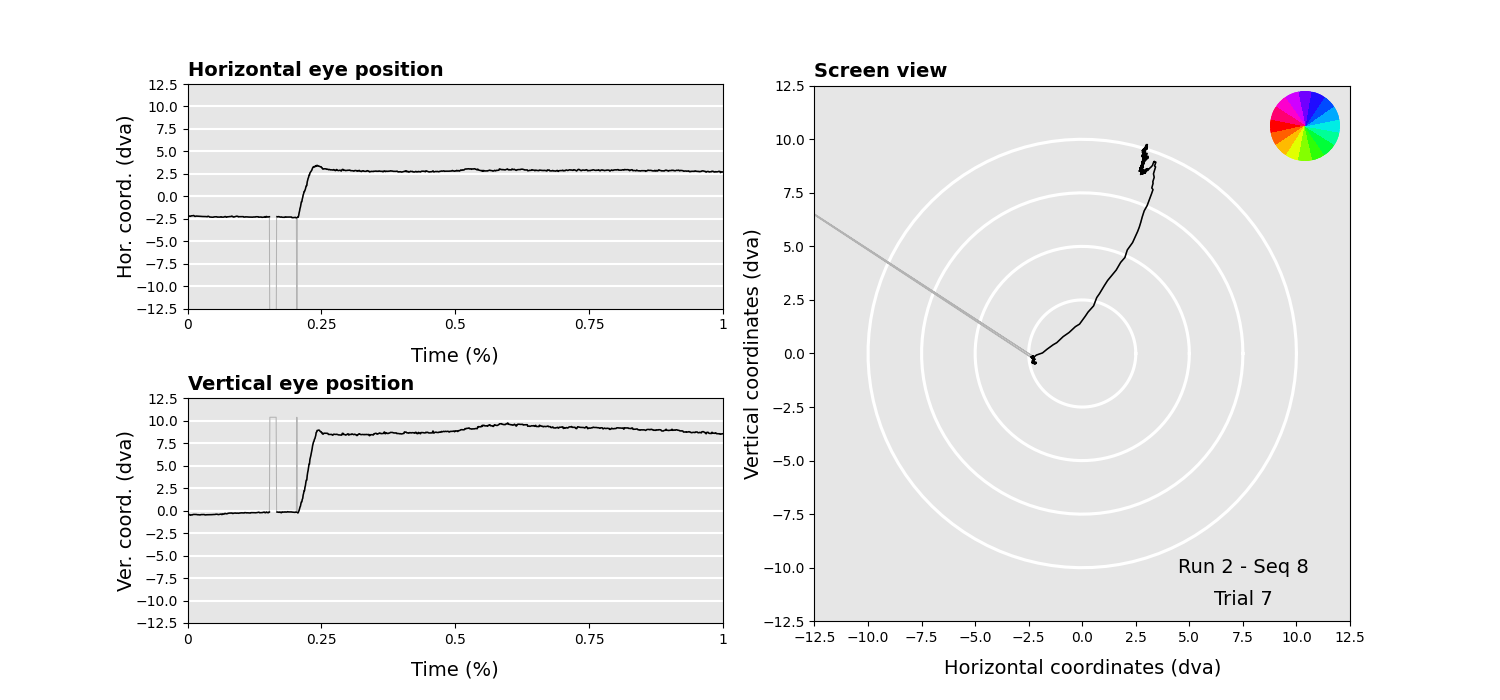 Horizontal eye position
Hor. coord. (dva)
12.5
10.0
7.5
5.0
2.5
0.0
−2.5
−5.0
−7.5
−10.0
−12.5
0 0.25 0.5 0.75 1
Time (%)
Vertical eye position
Ver. coord. (dva)
12.5
10.0
7.5
5.0
2.5
0.0
−2.5
−5.0
−7.5
−10.0
−12.5
0 0.25 0.5 0.75 1
Time (%)
Screen view
Vertical coordinates (dva)
12.5
10.0
7.5
5.0
2.5
0.0
−2.5
−5.0
−7.5
−10.0
−12.5
Run 2 - Seq 8
Trial 7
−12.5 −10.0 −7.5 −5.0 −2.5 0.0 2.5 5.0 7.5 10.0 12.5
Horizontal coordinates (dva)